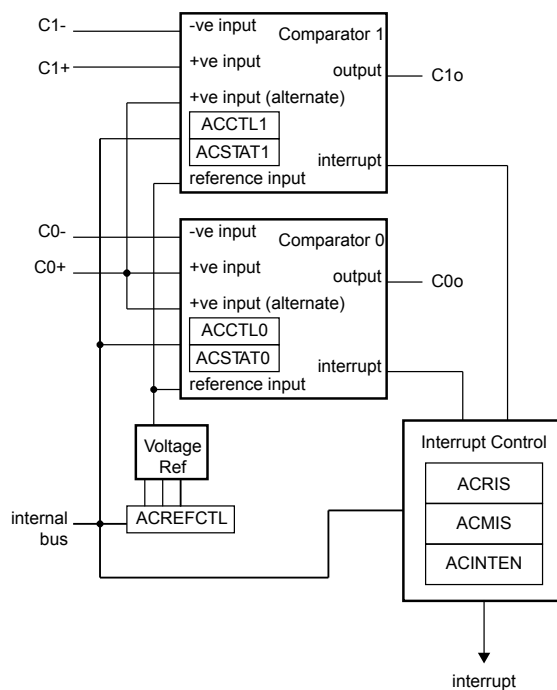 C1-
-ve input
Comparator 1
C1+
+ve input
output
C1o
+ve input (alternate)
ACCTL1
ACSTAT1
interrupt
reference input
C0-
-ve input
Comparator 0
C0+
+ve input
output
C0o
+ve input (alternate)
ACCTL0
ACSTAT0
interrupt
reference input
Voltage
Ref
Interrupt Control
ACRIS
ACMIS
ACINTEN
internal
bus
ACREFCTL
interrupt